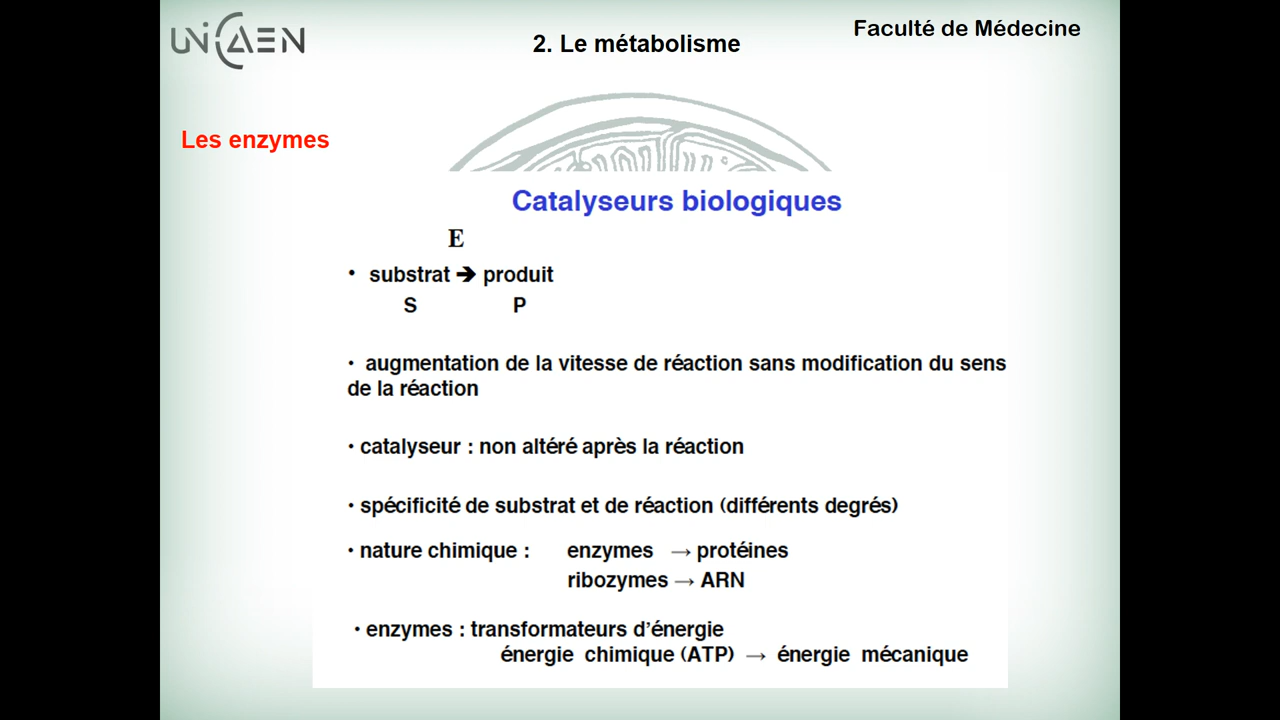 UNICAEN
2. Le métabolisme
Faculté de Médecine
Les enzymes
Catalyseurs biologiques
E
• substrat ➔ produit
S P
• augmentation de la vitesse de réaction sans modification du sens
de la réaction
• catalyseur : non altéré après la réaction
• spécificité de substrat et de réaction (différents degrés)
• nature chimique : enzymes → protéines
ribozymes → ARN
• enzymes : transformateurs d’énergie
énergie chimique (ATP) → énergie mécanique